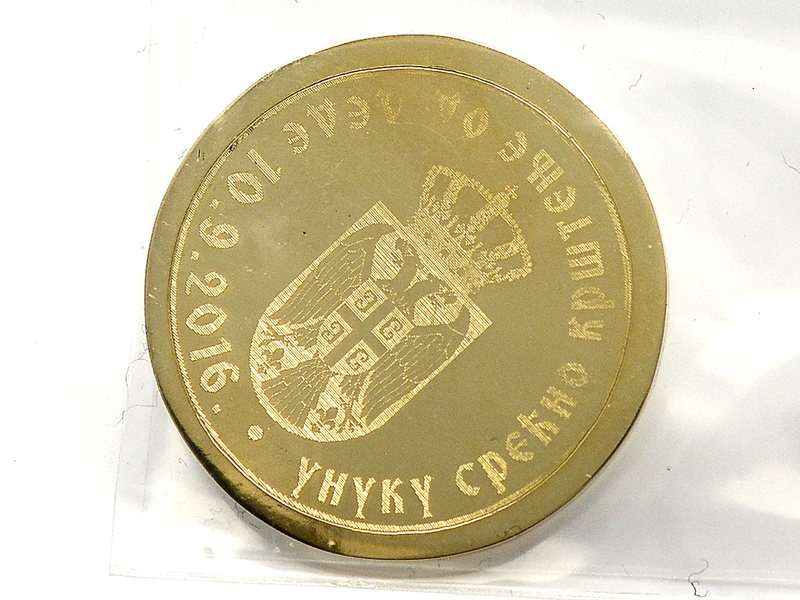 УНУКУ СРЕЋНО КРШТЕЊЕ ОД ДЕДЕ 10.9.2016. •